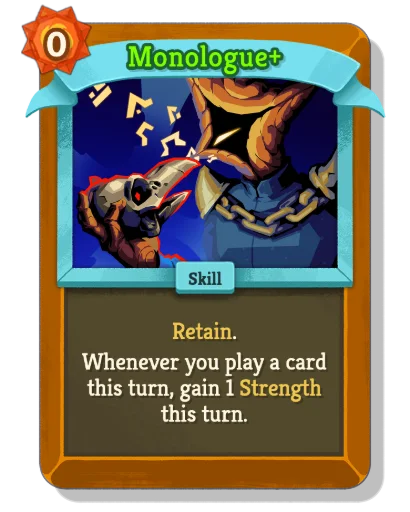 0
Monologue+
Skill
Retain.
Whenever you play a card
this turn, gain 1 Strength
this turn.